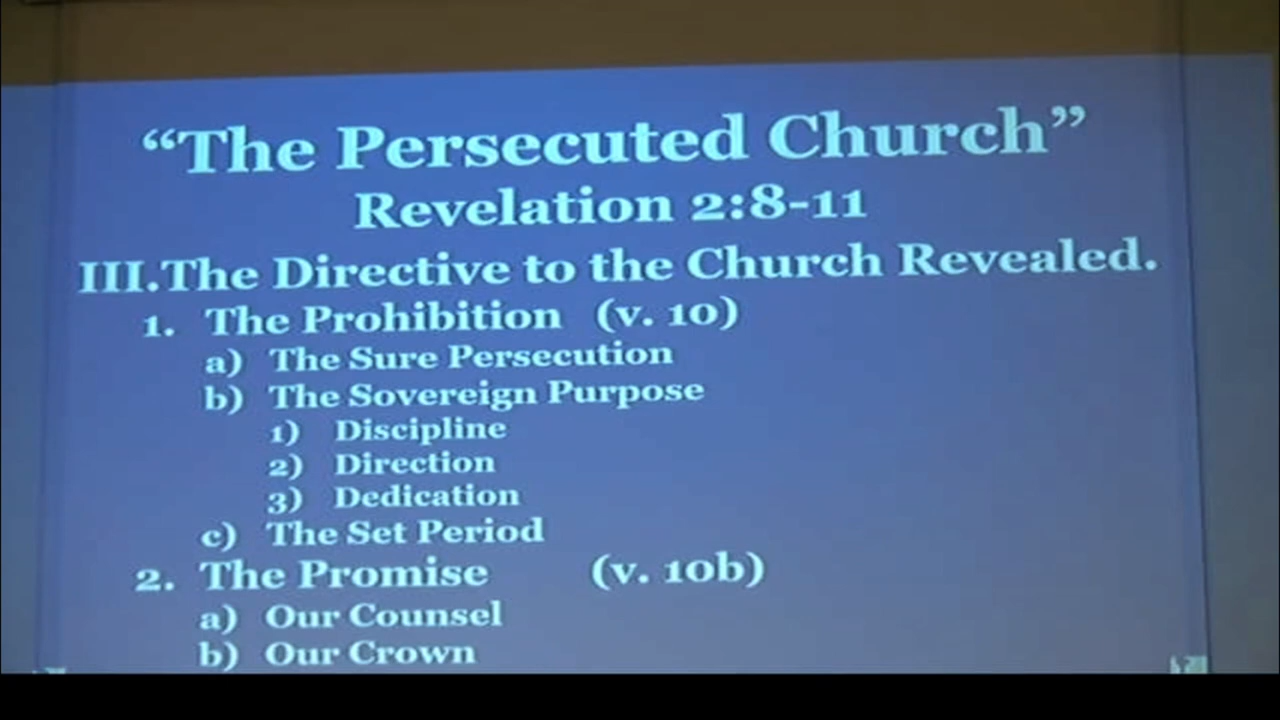 “The Persecuted Church”
Revelation 2:8-11
III.The Directive to the Church Revealed.
1. The Prohibition (v. 10)
a) The Sure Persecution
b) The Sovereign Purpose
1) Discipline
2) Direction
3) Dedication
c) The Set Period
2. The Promise (v. 10b)
a) Our Counsel
b) Our Crown